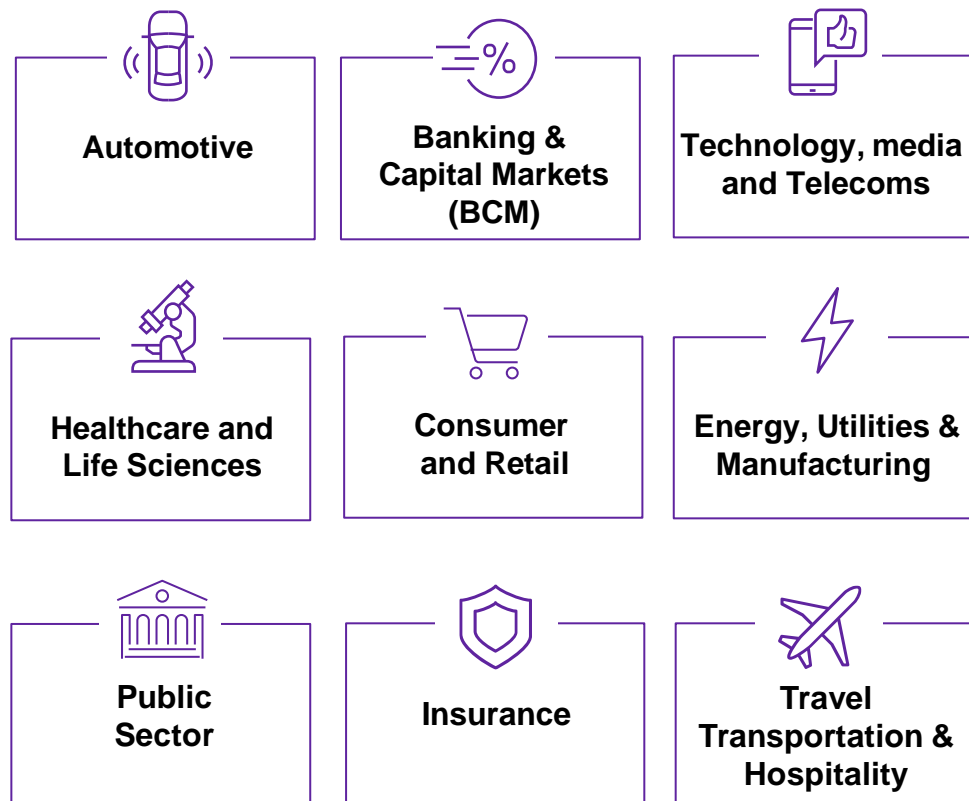 Automotive
Banking &
Capital Markets
(BCM)
Technology, media
and Telecoms
Healthcare and
Life Sciences
Consumer
and Retail
Energy, Utilities &
Manufacturing
Public
Sector
Insurance
Travel
Transportation &
Hospitality